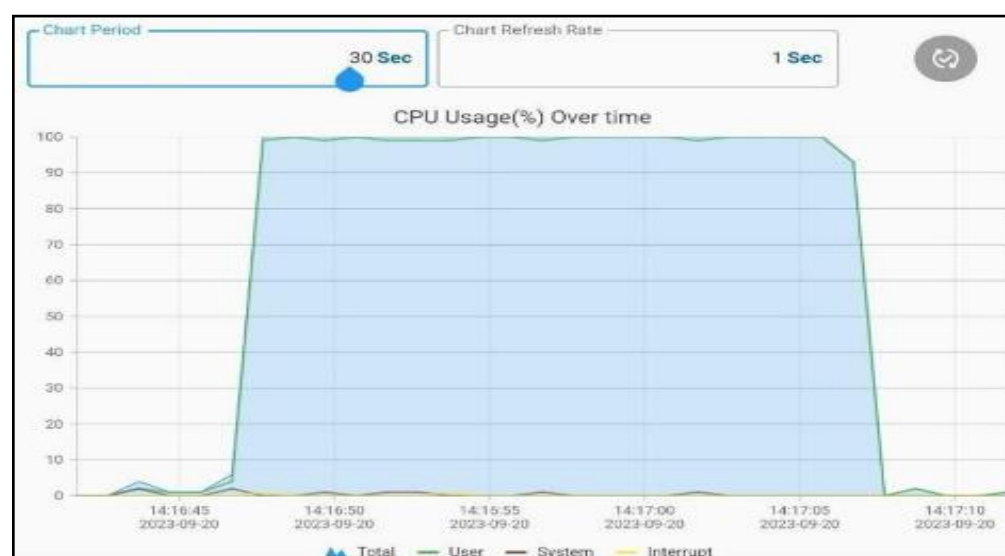 Chart Period
30 Sec
Chart Refresh Rate
1 Sec
CPU Usage(%) Over time
100
90
80
70
60
50
40
30
20
10
0
14:16:45 14:16:50 14:16:55 14:17:00 14:17:05 14:17:10
2023-09-20 2023-09-20 2023-09-20 2023-09-20 2023-09-20 2023-09-20
Total User System Interrupt